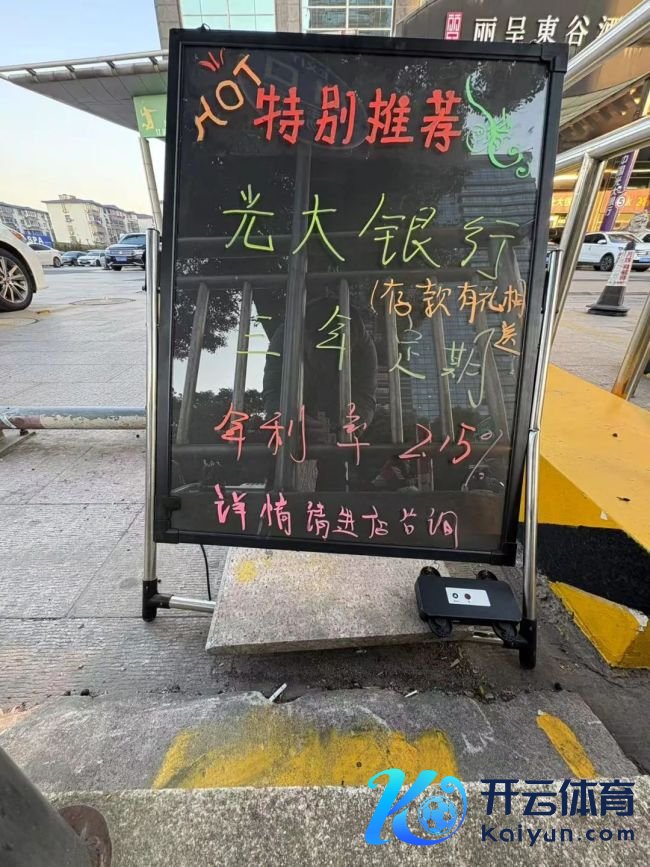 丽呈東谷酒
HOT
特别推荐
光大银行
(存款有礼相送
三年定期
年利率 2.15%
详情请进店咨询
开云体育
Kaiyun.com